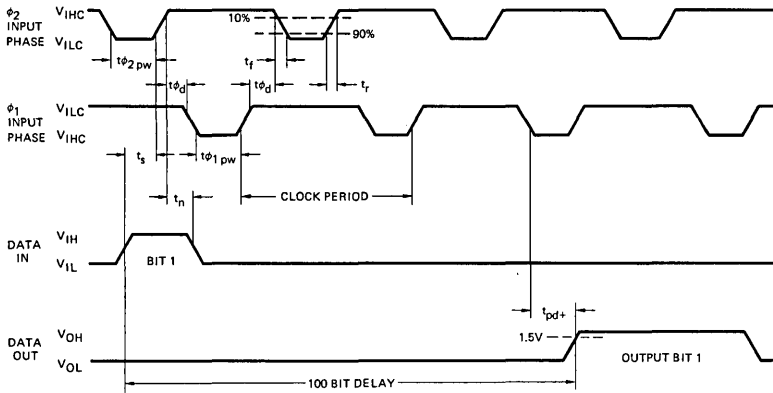 ϕ2 INPUT PHASE
VIHC
VILC
10%
90%
tϕ2 pw
tϕd
tf
tϕd
tr
ϕ1 INPUT PHASE
VILC
VIHC
ts
tϕ1 pw
tn
CLOCK PERIOD
DATA IN
VIH
VIL
BIT 1
tpd+
DATA OUT
VOH
VOL
1.5V
OUTPUT BIT 1
100 BIT DELAY